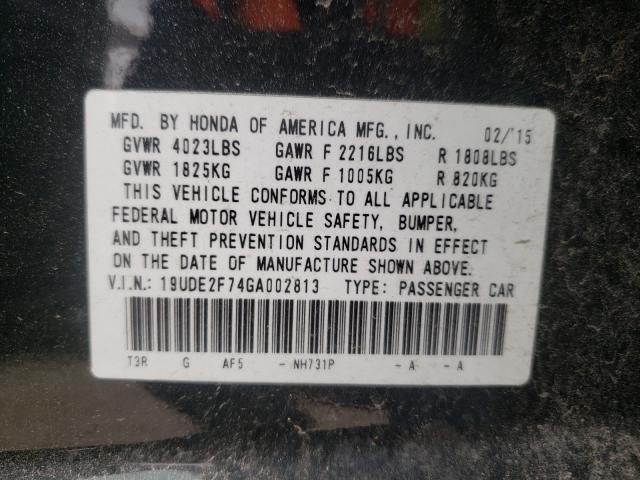 MFD. BY HONDA OF AMERICA MFG., INC. 02/'15
GVWR 4023LBS GAWR F 2216LBS R 1808LBS
GVWR 1825KG GAWR F 1005KG R 820KG
THIS VEHICLE CONFORMS TO ALL APPLICABLE
FEDERAL MOTOR VEHICLE SAFETY, BUMPER,
AND THEFT PREVENTION STANDARDS IN EFFECT
ON THE DATE OF MANUFACTURE SHOWN ABOVE.
V.I.N.: 19UDE2F74GA002813 TYPE: PASSENGER CAR
T3R G AF5 - NH731P - A - A